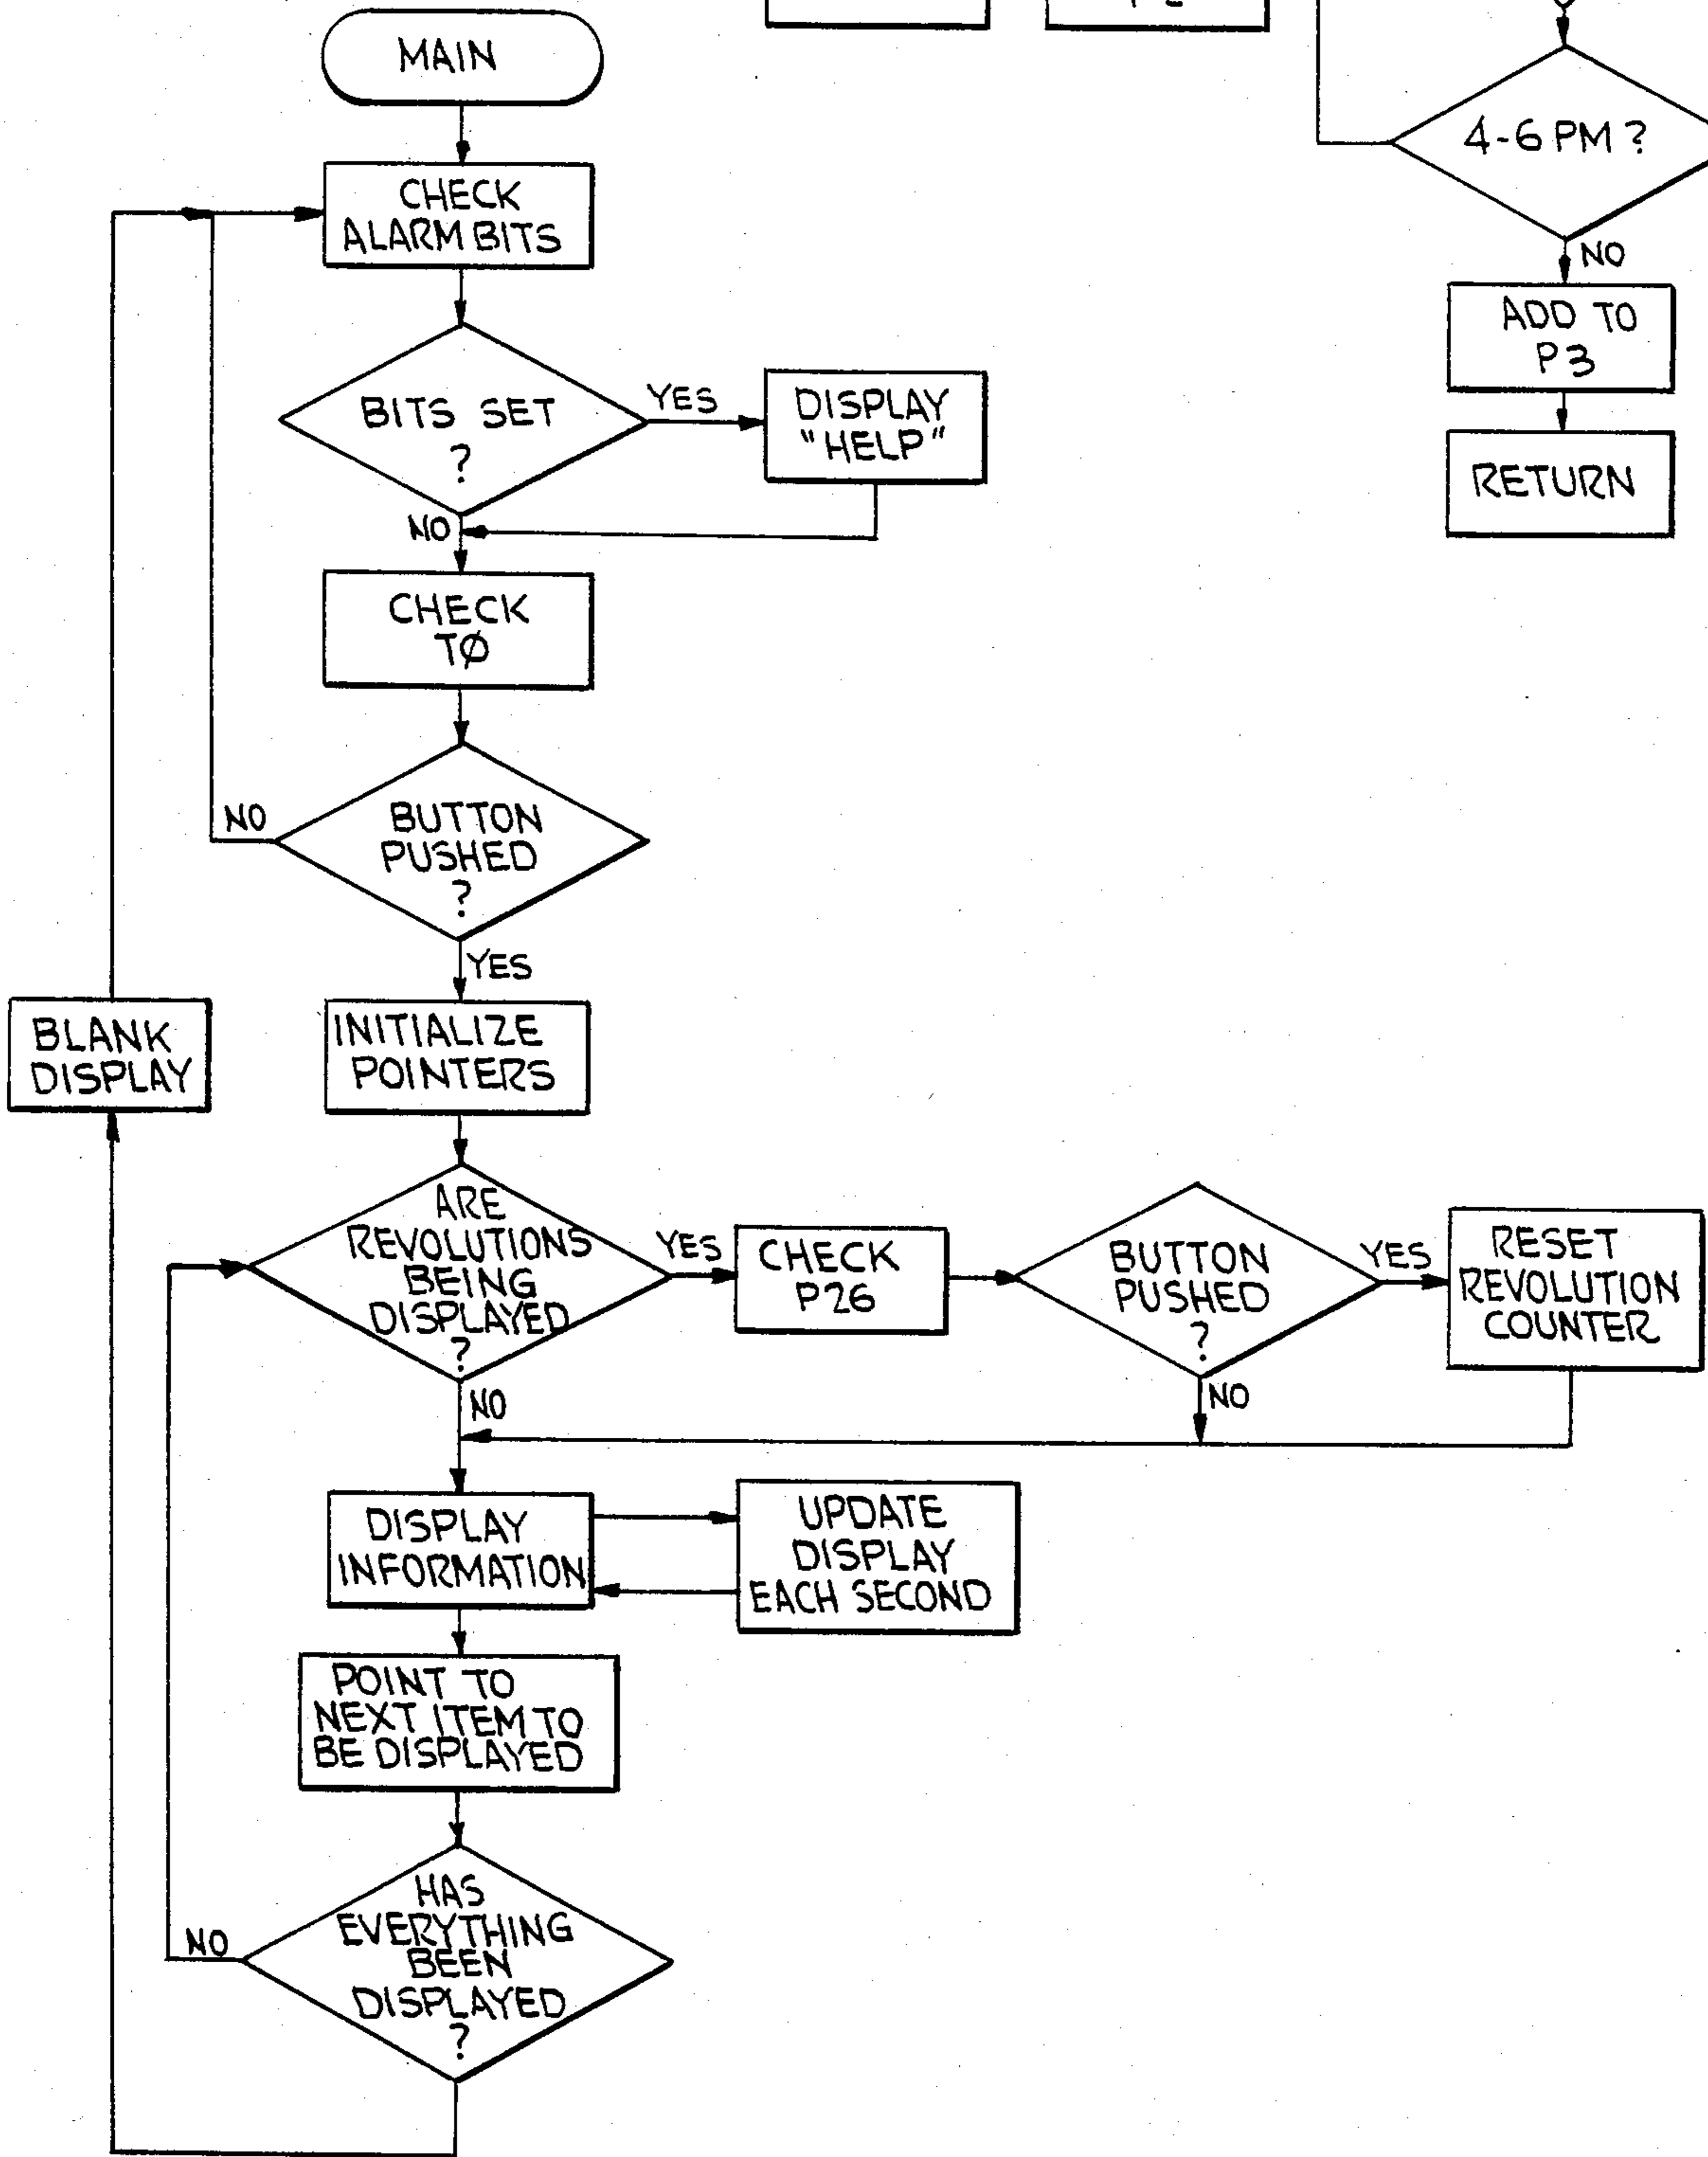 MAIN
CHECK
ALARM BITS
BITS SET
?
YES
DISPLAY
"HELP"
NO
CHECK
TØ
BUTTON
PUSHED
?
NO
YES
INITIALIZE
POINTERS
BLANK
DISPLAY
ARE
REVOLUTIONS
BEING
DISPLAYED
?
YES
CHECK
P26
BUTTON
PUSHED
?
YES
RESET
REVOLUTION
COUNTER
NO
NO
DISPLAY
INFORMATION
UPDATE
DISPLAY
EACH SECOND
POINT TO
NEXT ITEM TO
BE DISPLAYED
HAS
EVERYTHING
BEEN
DISPLAYED
?
NO
4-6 PM ?
NO
ADD TO
P3
RETURN